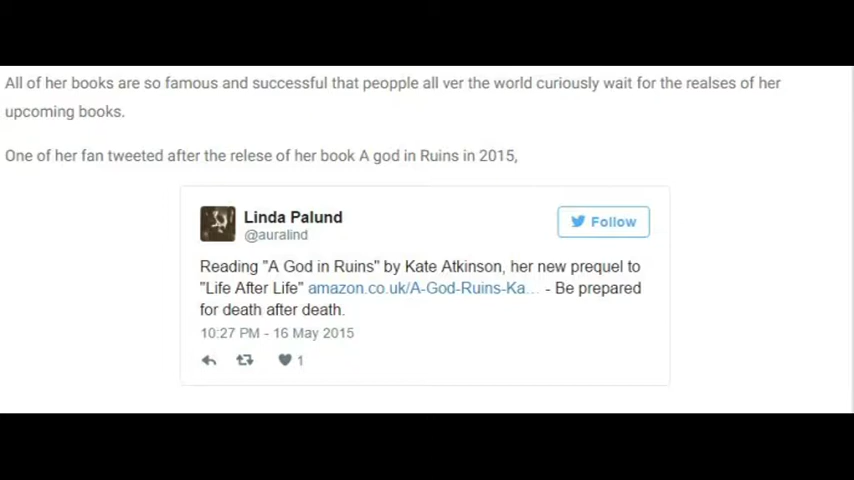 All of her books are so famous and successful that peopple all ver the world curiously wait for the realses of her
upcoming books.
One of her fan tweeted after the relese of her book A god in Ruins in 2015,
Linda Palund
@auralind
Follow
Reading "A God in Ruins" by Kate Atkinson, her new prequel to
"Life After Life" amazon.co.uk/A-God-Ruins-Ka... - Be prepared
for death after death.
10:27 PM - 16 May 2015
1